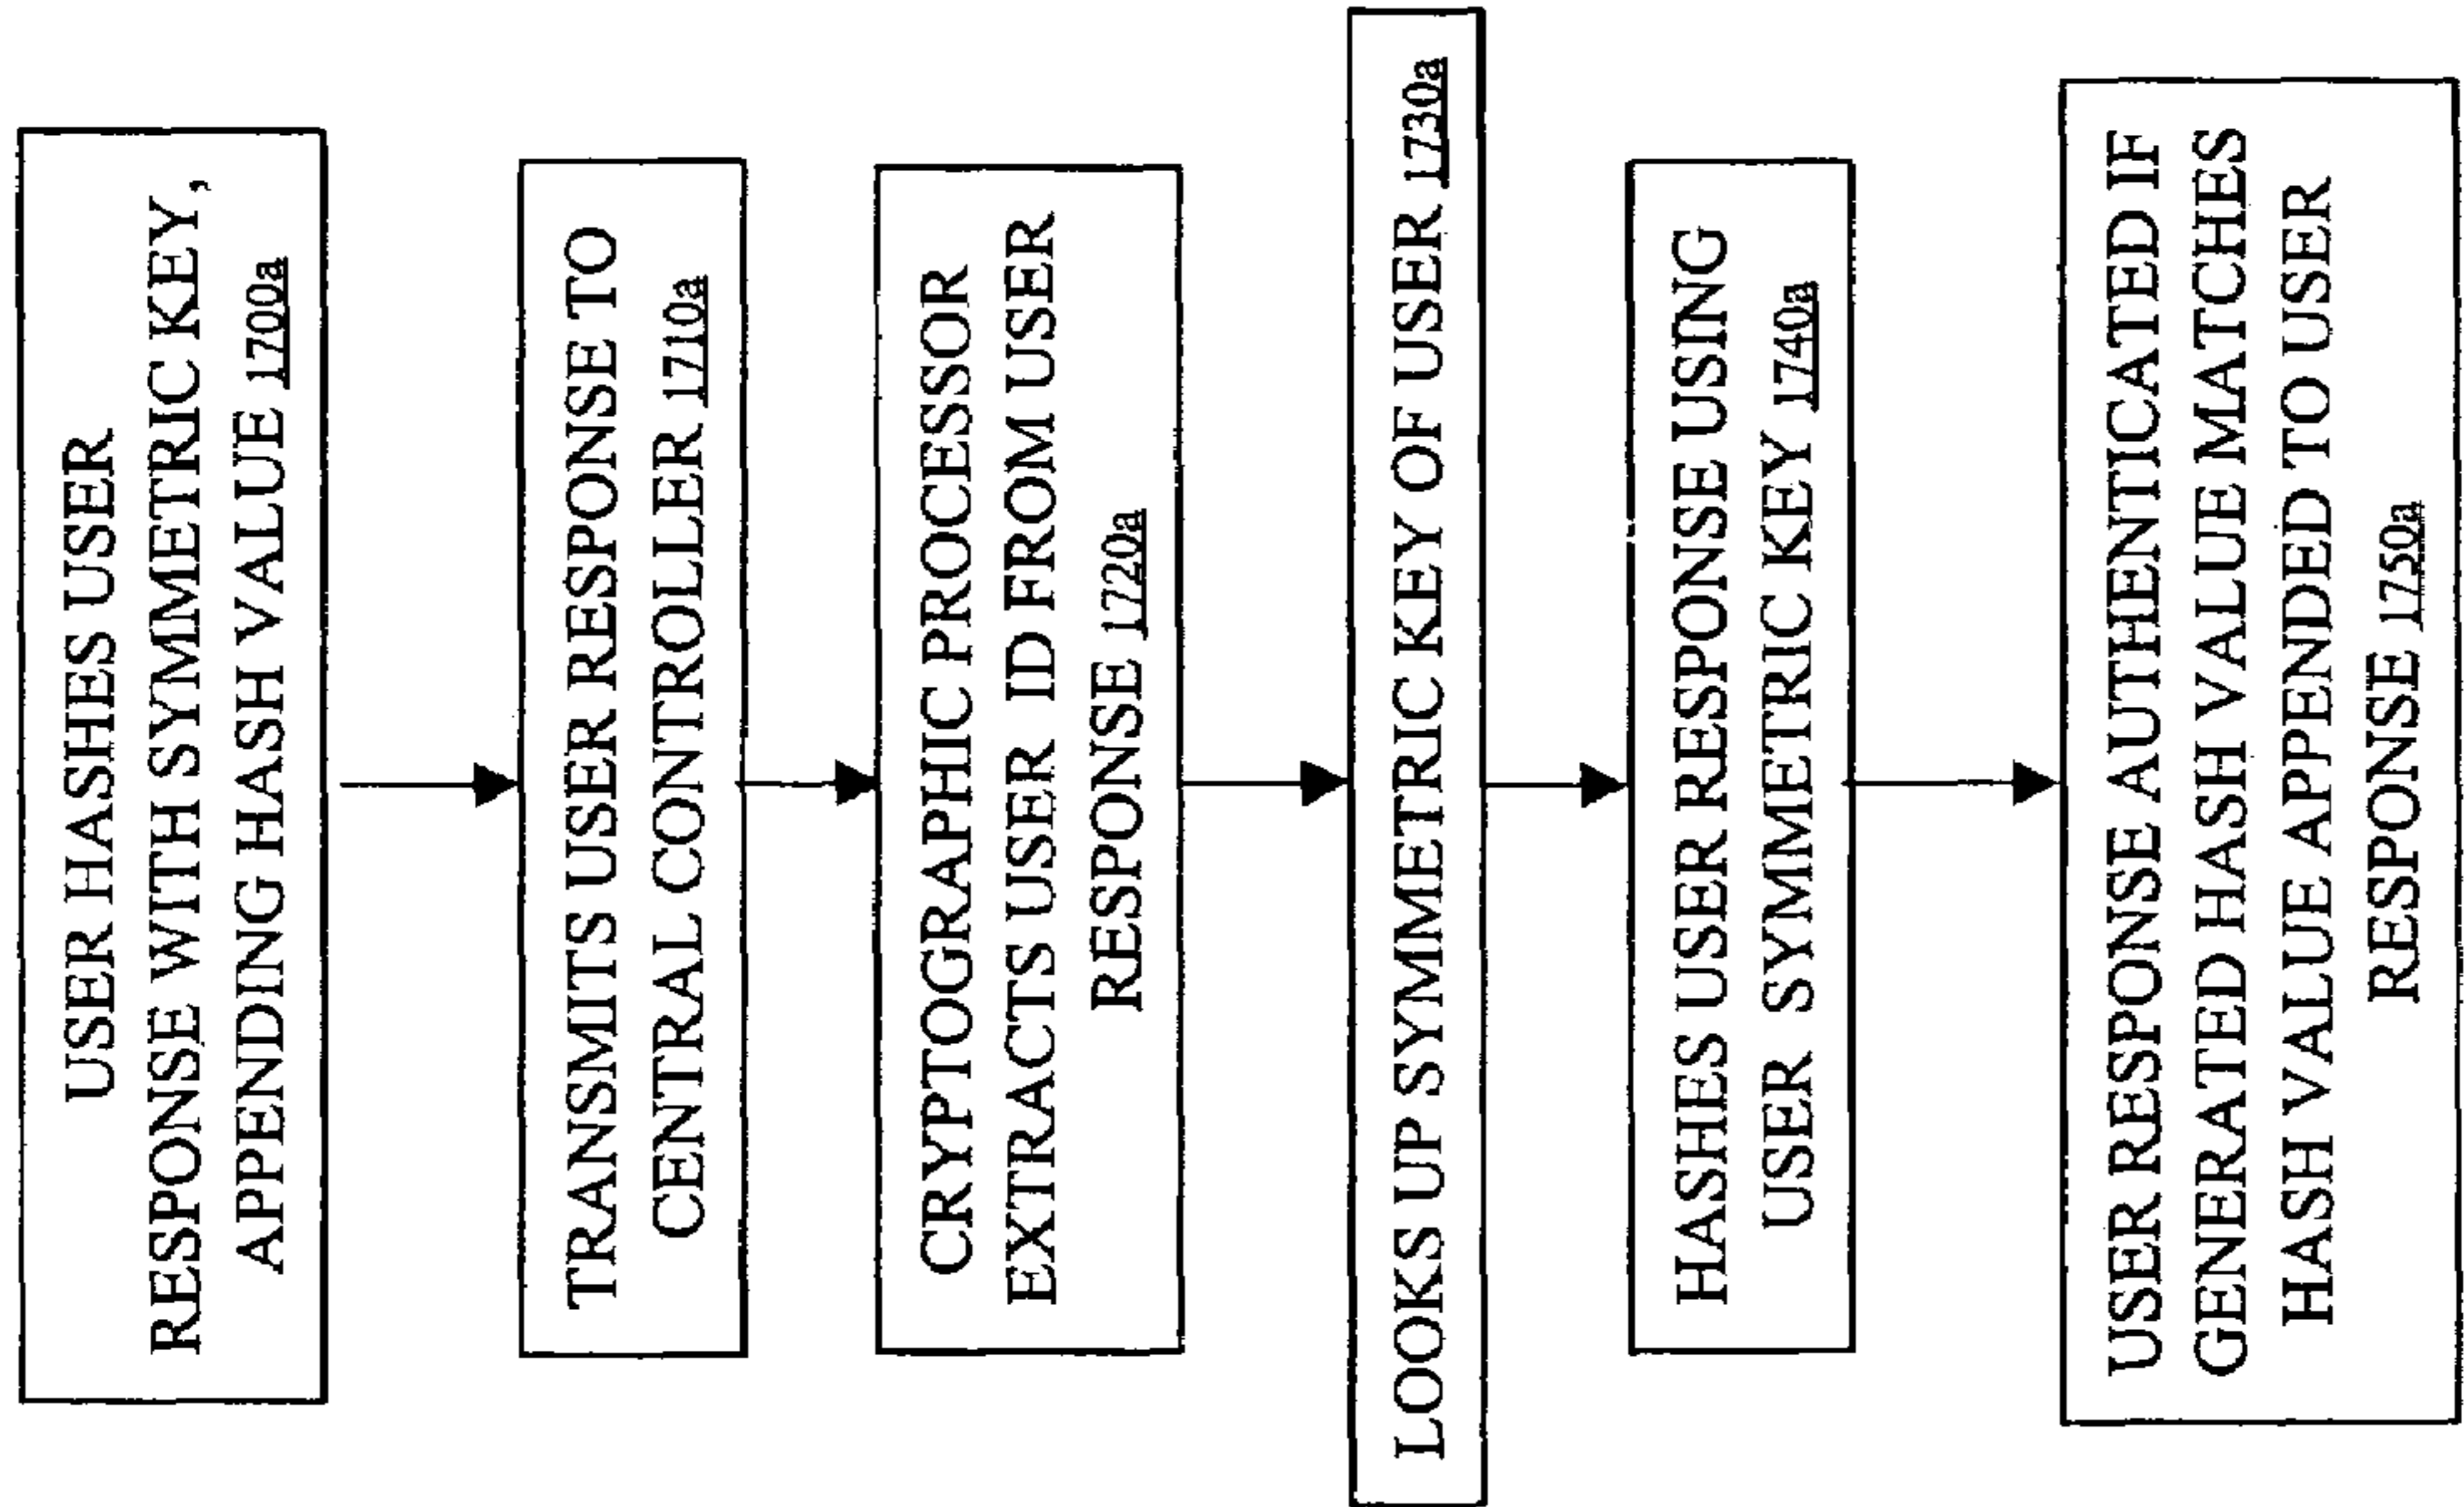 USER HASHES USER
RESPONSE WITH SYMMETRIC KEY,
APPENDING HASH VALUE 1700a
TRANSMITS USER RESPONSE TO
CENTRAL CONTROLLER 1710a
CRYPTOGRAPHIC PROCESSOR
EXTRACTS USER ID FROM USER
RESPONSE 1720a
LOOKS UP SYMMETRIC KEY OF USER 1730a
HASHES USER RESPONSE USING
USER SYMMETRIC KEY 1740a
USER RESPONSE AUTHENTICATED IF
GENERATED HASH VALUE MATCHES
HASH VALUE APPENDED TO USER
RESPONSE 1750a